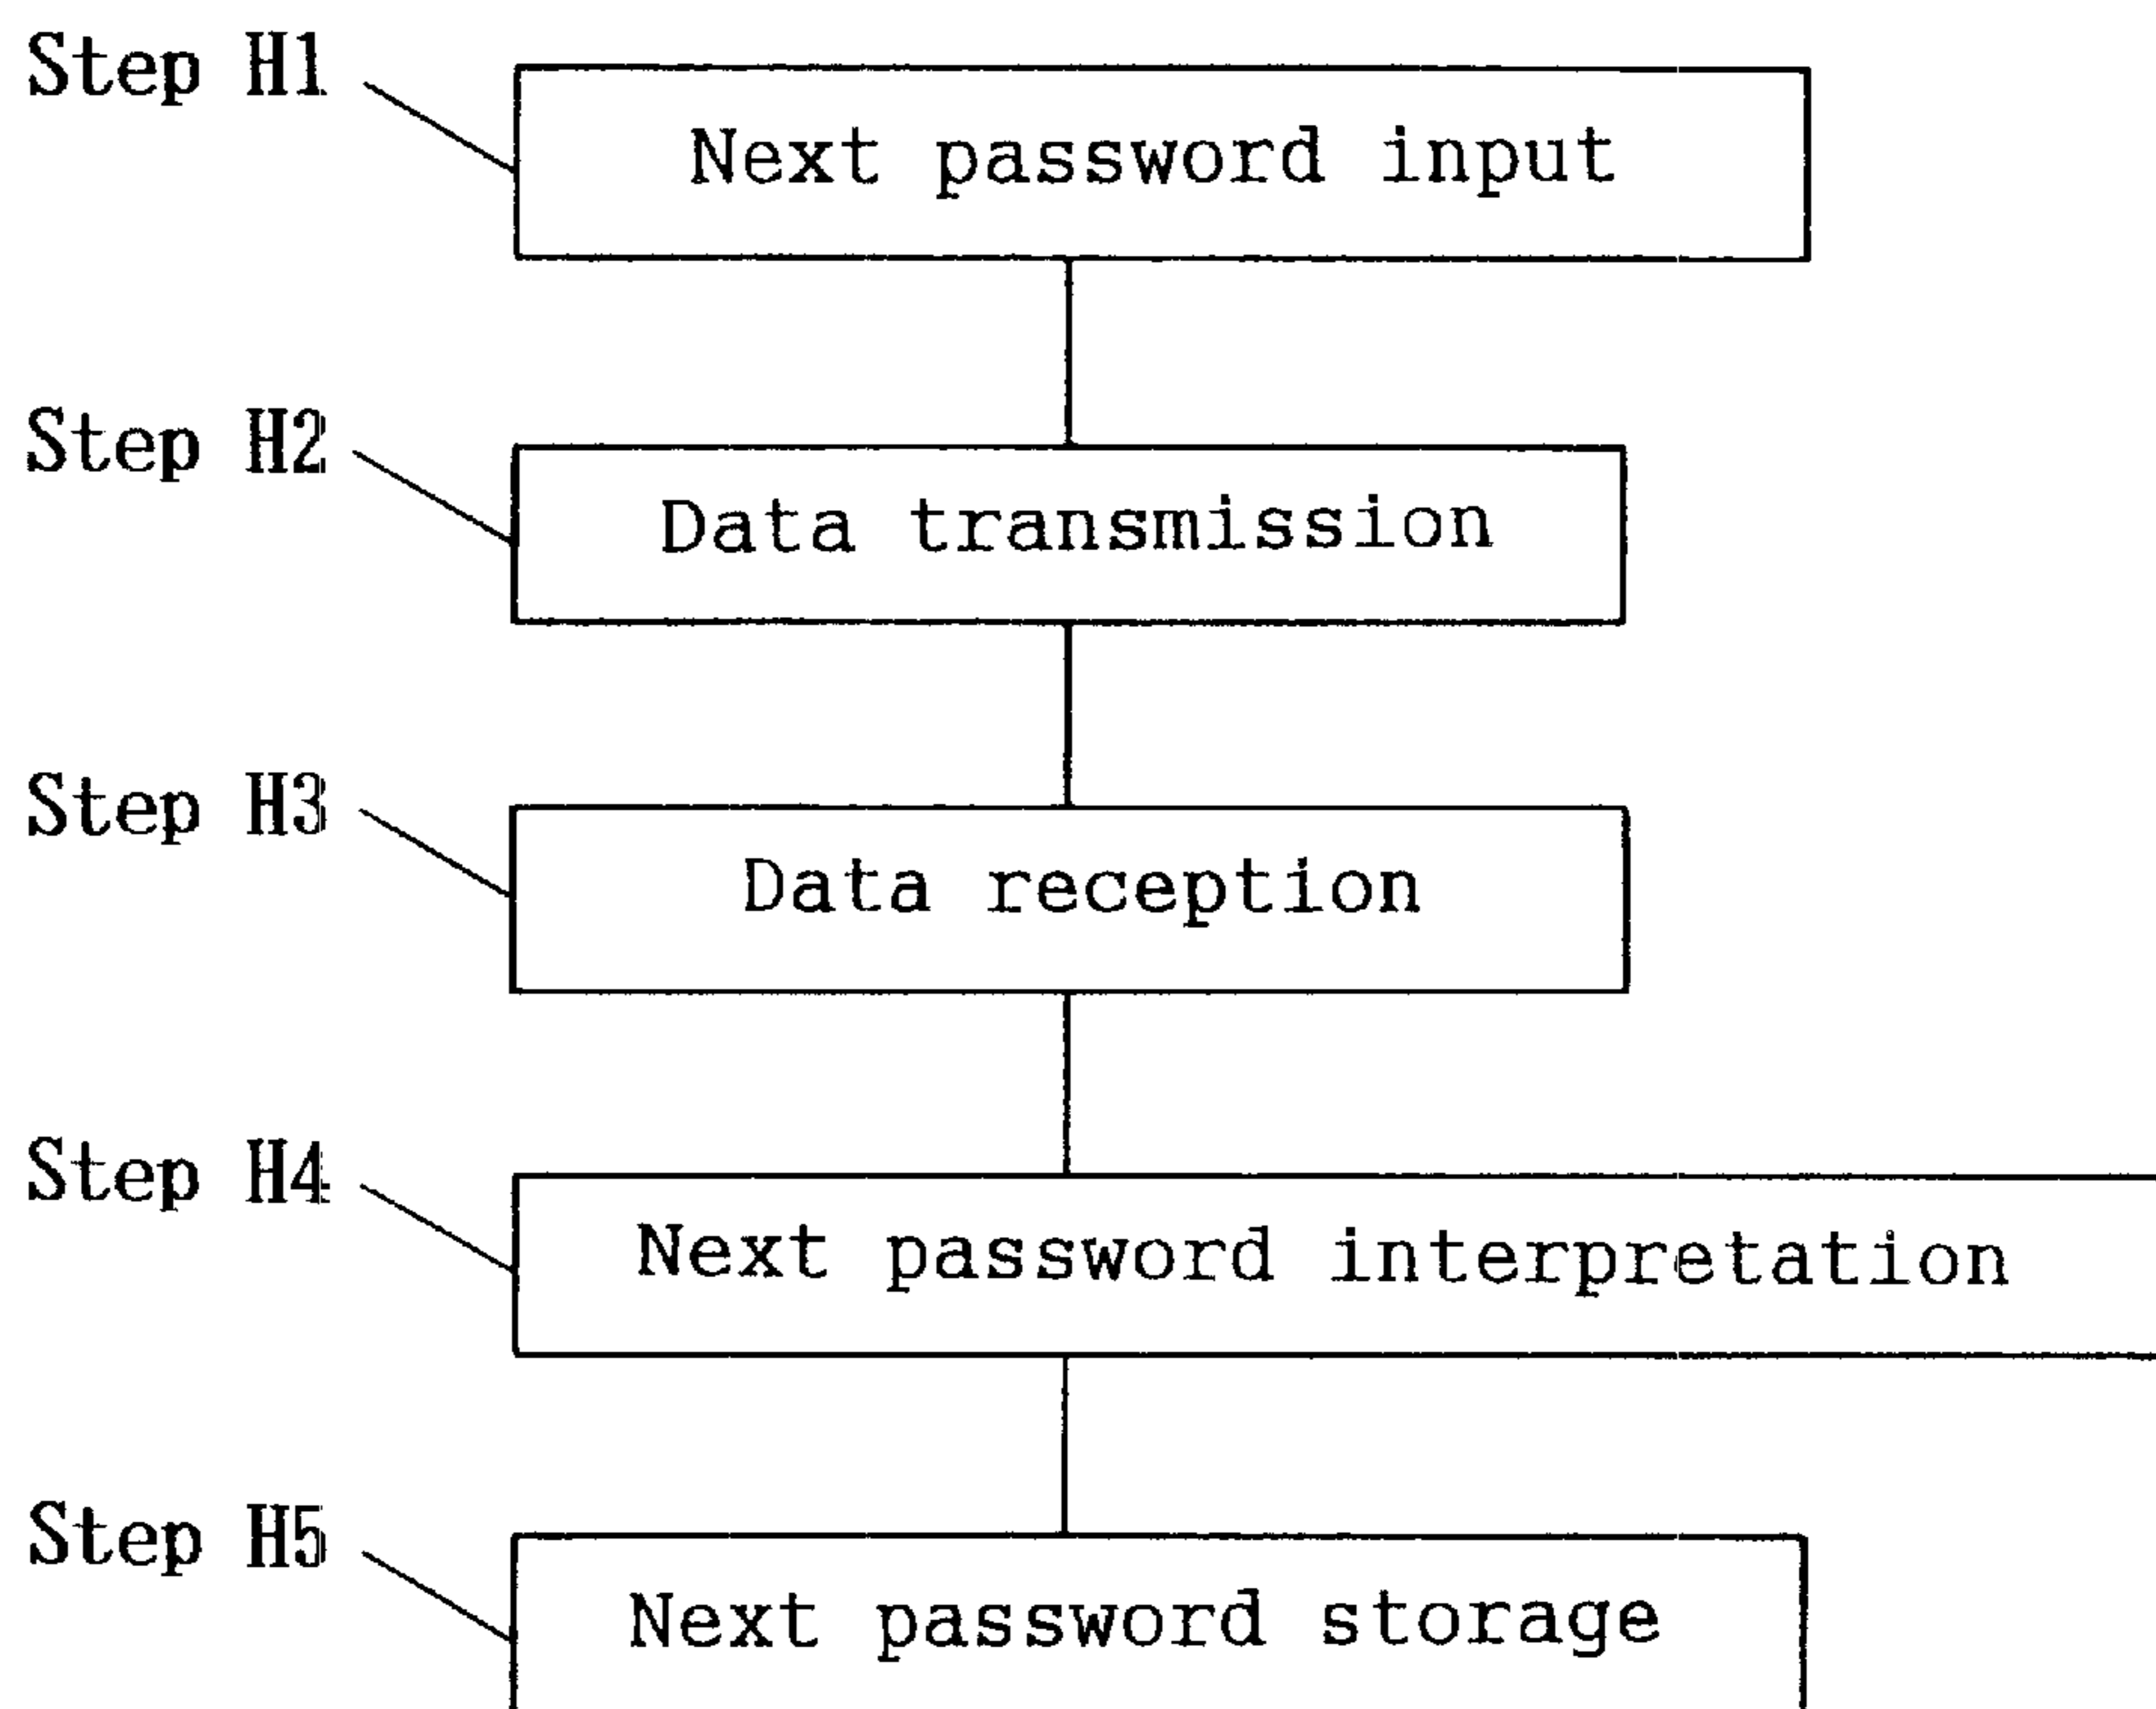 Step H1
Next password input
Step H2
Data transmission
Step H3
Data reception
Step H4
Next password interpretation
Step H5
Next password storage